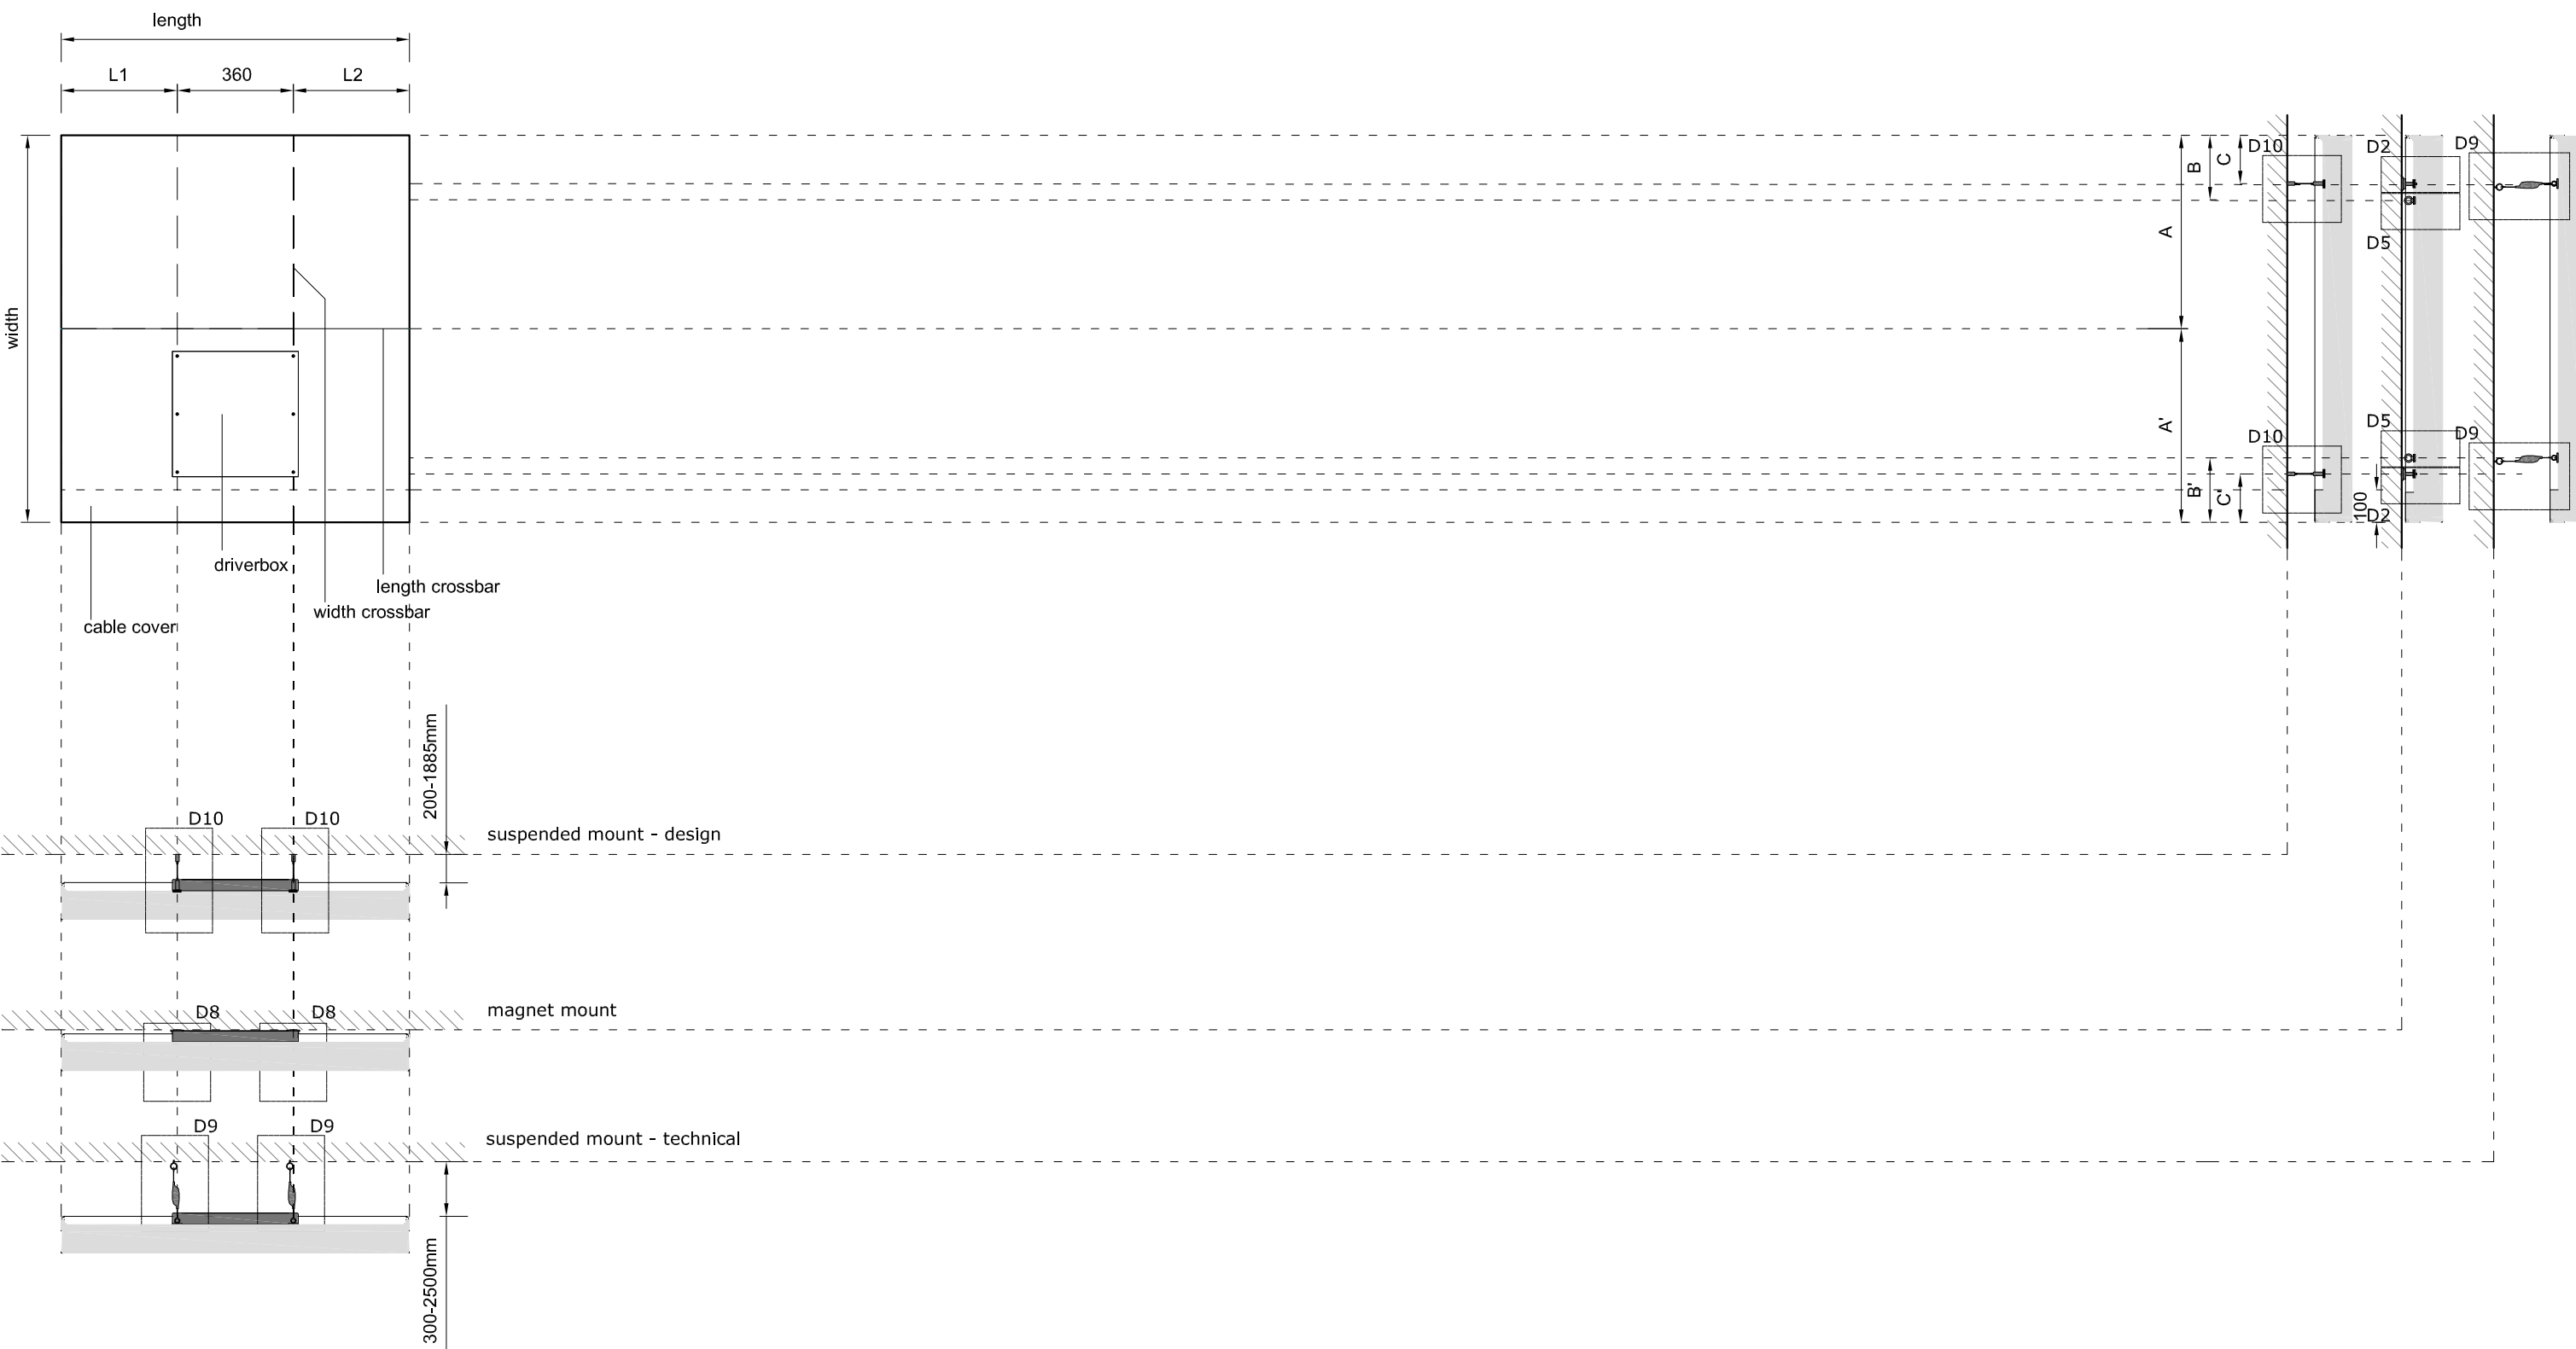 length
L1
360
L2
width
driverbox
length crossbar
width crossbar
cable cover
A
B
C
A'
B'
C'
D10
D2
D9
D5
D10
D5
D9
D2
100
200-1885mm
D10
D10
suspended mount - design
D8
D8
magnet mount
D9
D9
suspended mount - technical
300-2500mm